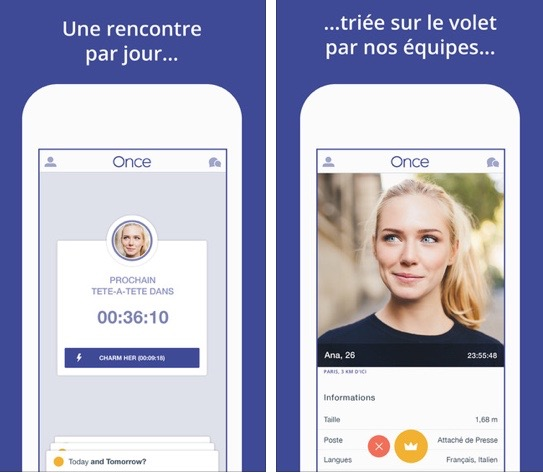 Une rencontre
par jour...
Once
PROCHAIN
TETE-A-TETE DANS
00:36:10
CHARM HER (00:09:18)
Today and Tomorrow?
...triée sur le volet
par nos équipes...
Once
Ana, 26
23:55:48
PARIS, 3 KM D'ICI
Informations
Taille
1,68 m
Poste
Attaché de Presse
Langues
Français, Italien